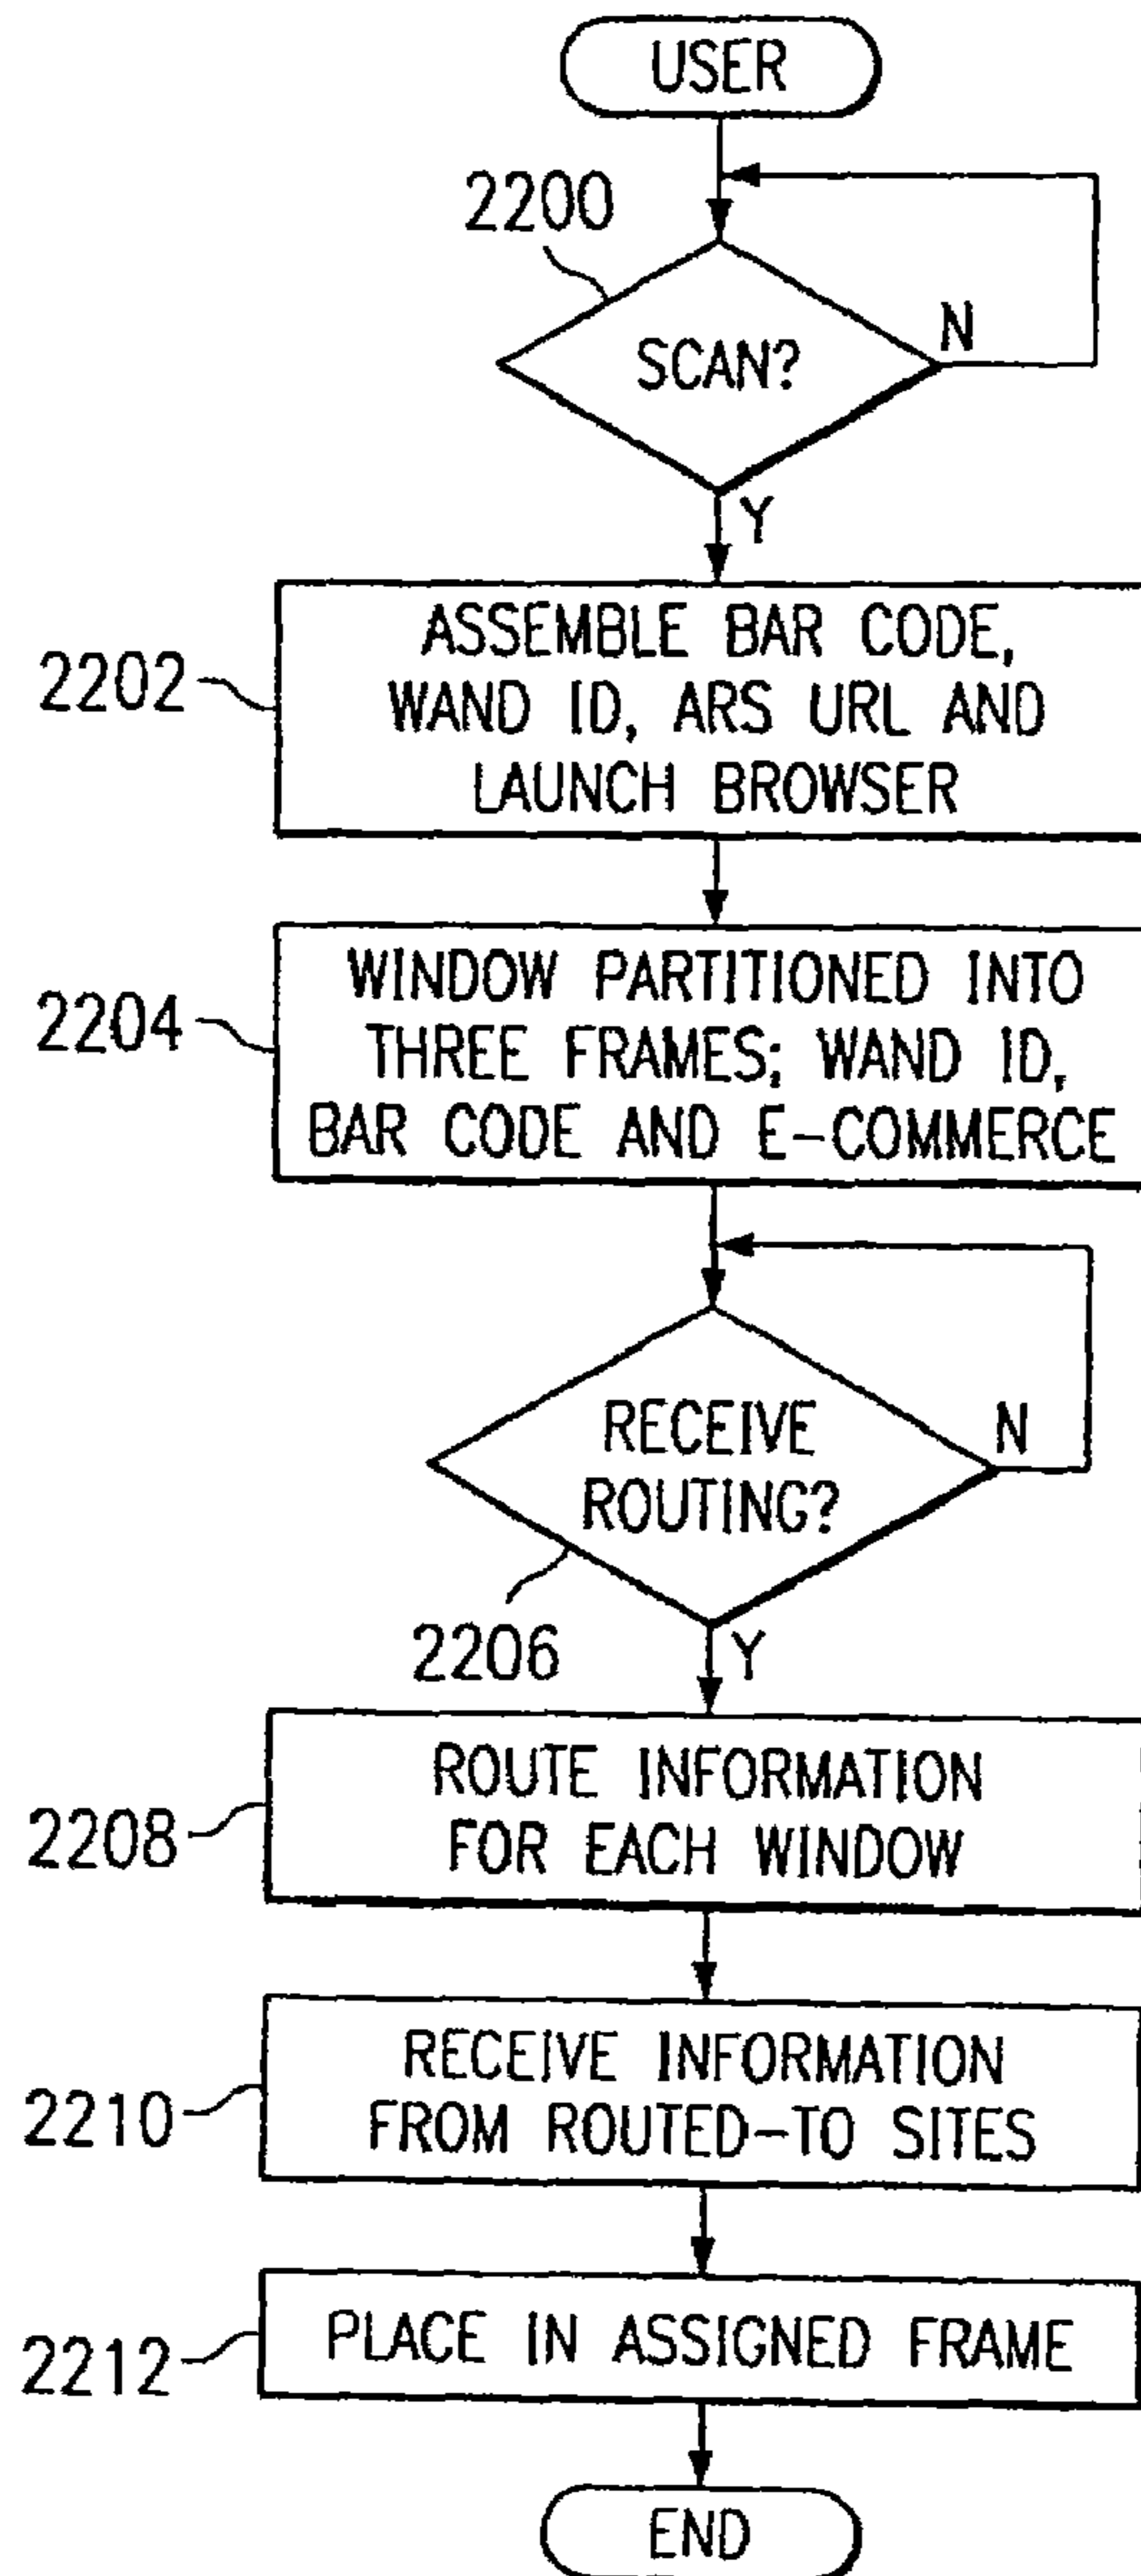 USER
2200
SCAN?
N
Y
2202
ASSEMBLE BAR CODE,
WAND ID, ARS URL AND
LAUNCH BROWSER
2204
WINDOW PARTITIONED INTO
THREE FRAMES; WAND ID,
BAR CODE AND E-COMMERCE
RECEIVE
ROUTING?
N
2206
Y
2208
ROUTE INFORMATION
FOR EACH WINDOW
2210
RECEIVE INFORMATION
FROM ROUTED-TO SITES
2212
PLACE IN ASSIGNED FRAME
END